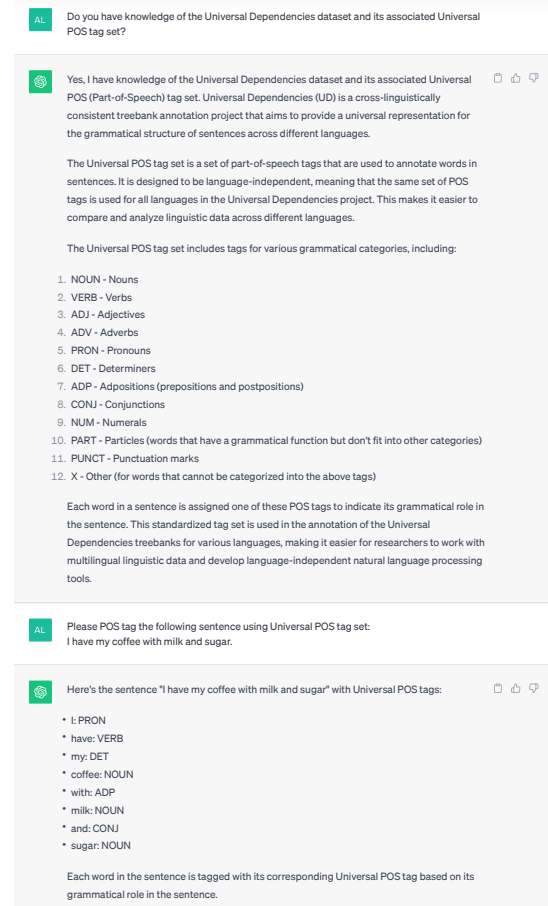 AL
Do you have knowledge of the Universal Dependencies dataset and its associated Universal
POS tag set?
Yes, I have knowledge of the Universal Dependencies dataset and its associated Universal
POS (Part-of-Speech) tag set. Universal Dependencies (UD) is a cross-linguistically
consistent treebank annotation project that aims to provide a universal representation for
the grammatical structure of sentences across different languages.
The Universal POS tag set is a set of part-of-speech tags that are used to annotate words in
sentences. It is designed to be language-independent, meaning that the same set of POS
tags is used for all languages in the Universal Dependencies project. This makes it easier to
compare and analyze linguistic data across different languages.
The Universal POS tag set includes tags for various grammatical categories, including:
1. NOUN - Nouns
2. VERB - Verbs
3. ADJ - Adjectives
4. ADV - Adverbs
5. PRON - Pronouns
6. DET - Determiners
7. ADP - Adpositions (prepositions and postpositions)
8. CONJ - Conjunctions
9. NUM - Numerals
10. PART - Particles (words that have a grammatical function but don't fit into other categories)
11. PUNCT - Punctuation marks
12. X - Other (for words that cannot be categorized into the above tags)
Each word in a sentence is assigned one of these POS tags to indicate its grammatical role in
the sentence. This standardized tag set is used in the annotation of the Universal
Dependencies treebanks for various languages, making it easier for researchers to work with
multilingual linguistic data and develop language-independent natural language processing
tools.
AL
Please POS tag the following sentence using Universal POS tag set:
I have my coffee with milk and sugar.
Here's the sentence "I have my coffee with milk and sugar" with Universal POS tags:
• I: PRON
• have: VERB
• my: DET
• coffee: NOUN
• with: ADP
• milk: NOUN
• and: CONJ
• sugar: NOUN
Each word in the sentence is tagged with its corresponding Universal POS tag based on its
grammatical role in the sentence.